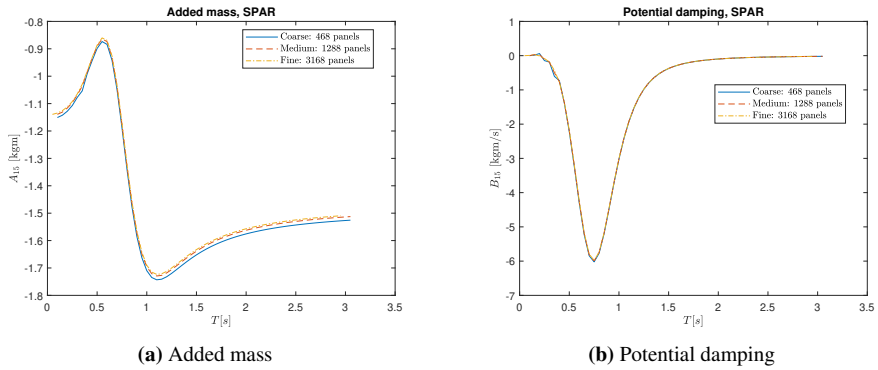 Added mass, SPAR
-0.8
-0.9
-1
-1.1
-1.2
-1.3
-1.4
-1.5
-1.6
-1.7
-1.8
A₁₅ [kgm]
Coarse: 468 panels
Medium: 1288 panels
Fine: 3168 panels
0 0.5 1 1.5 2 2.5 3 3.5
T[s]
(a) Added mass
Potential damping, SPAR
1
0
-1
-2
-3
-4
-5
-6
-7
B₁₅ [kgm/s]
Coarse: 468 panels
Medium: 1288 panels
Fine: 3168 panels
0 0.5 1 1.5 2 2.5 3 3.5
T[s]
(b) Potential damping